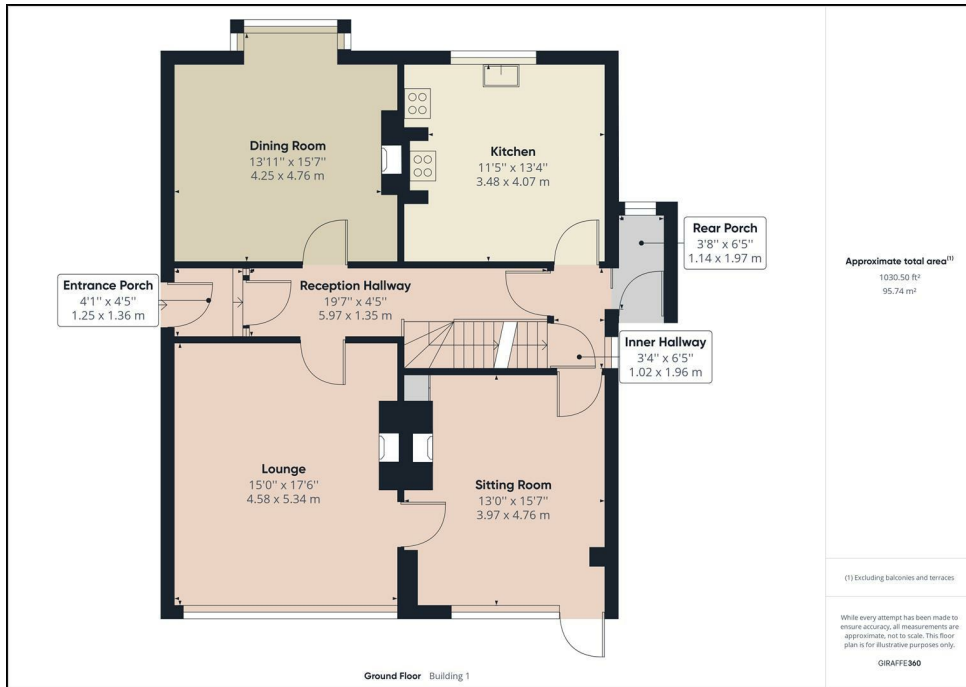 Dining Room
13'11" x 15'7"
4.25 x 4.76 m
Kitchen
11'5" x 13'4"
3.48 x 4.07 m
Rear Porch
3'8" x 6'5"
1.14 x 1.97 m
Entrance Porch
4'1" x 4'5"
1.25 x 1.36 m
Reception Hallway
19'7" x 4'5"
5.97 x 1.35 m
Inner Hallway
3'4" x 6'5"
1.02 x 1.96 m
Lounge
15'0" x 17'6"
4.58 x 5.34 m
Sitting Room
13'0" x 15'7"
3.97 x 4.76 m
Ground Floor Building 1
Approximate total area(1)
1030.50 ft²
95.74 m²
(1) Excluding balconies and terraces
While every attempt has been made to
ensure accuracy, all measurements are
approximate, not to scale. This floor
plan is for illustrative purposes only.
GIRAFFE360